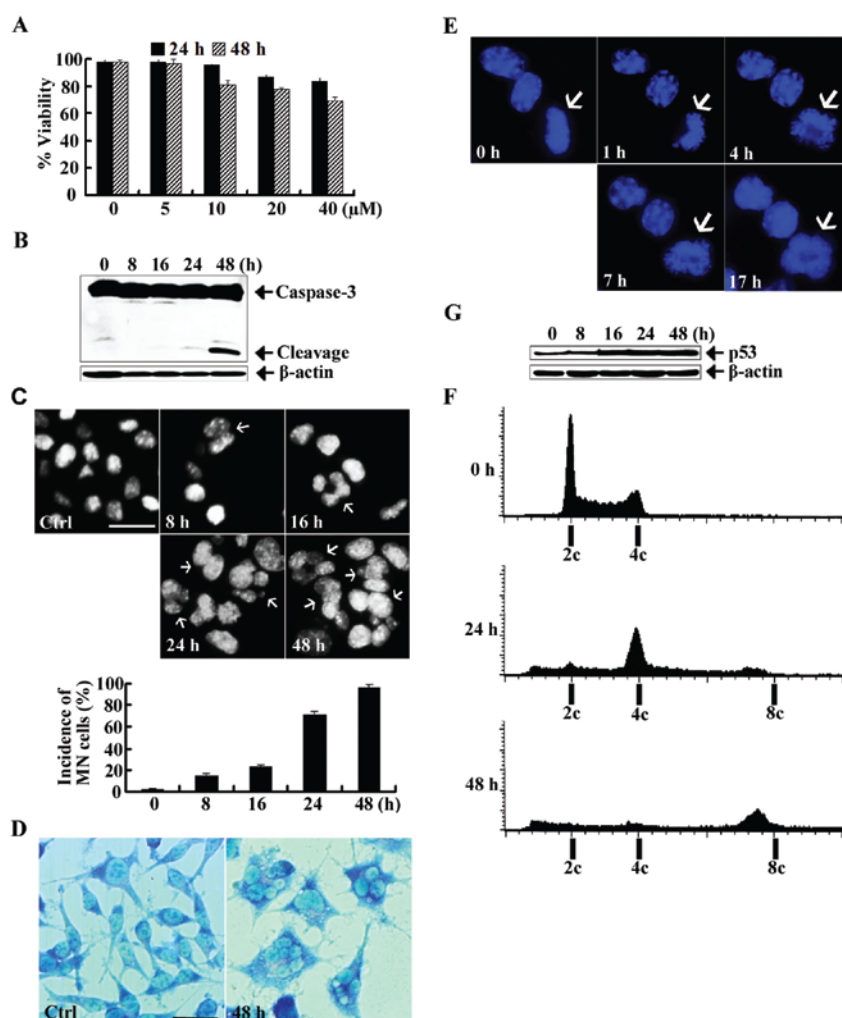 A
24 h 48 h
% Viability
100
80
60
40
20
0
0 5 10 20 40 (µM)
B
0 8 16 24 48 (h)
Caspase-3
Cleavage
β-actin
C
Ctrl
8 h
16 h
24 h
48 h
Incidence of
MN cells (%)
100
80
60
40
20
0 8 16 24 48 (h)
D
Ctrl
48 h
E
0 h
1 h
4 h
7 h
17 h
G
0 8 16 24 48 (h)
p53
β-actin
F
0 h
2c 4c
24 h
2c 4c 8c
48 h
2c 4c 8c